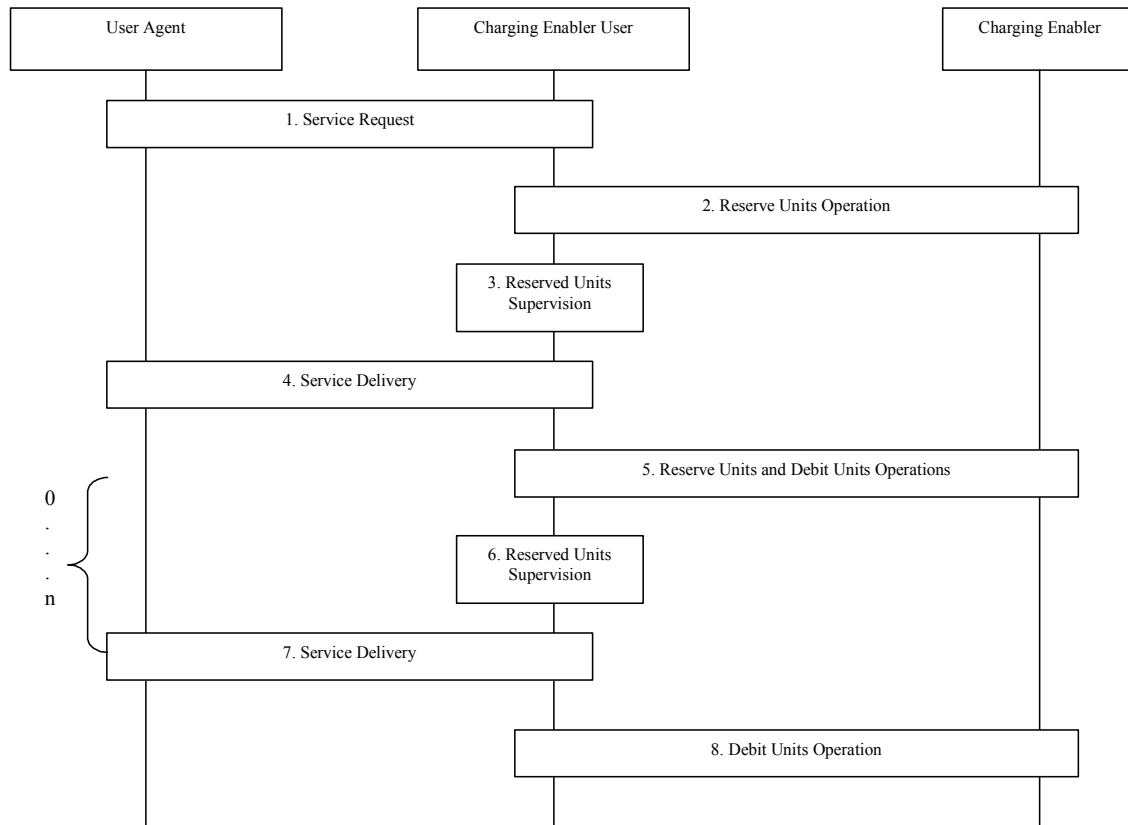 User Agent
Charging Enabler User
Charging Enabler
1. Service Request
2. Reserve Units Operation
3. Reserved Units
Supervision
4. Service Delivery
5. Reserve Units and Debit Units Operations
0
.
.
.
n
6. Reserved Units
Supervision
7. Service Delivery
8. Debit Units Operation